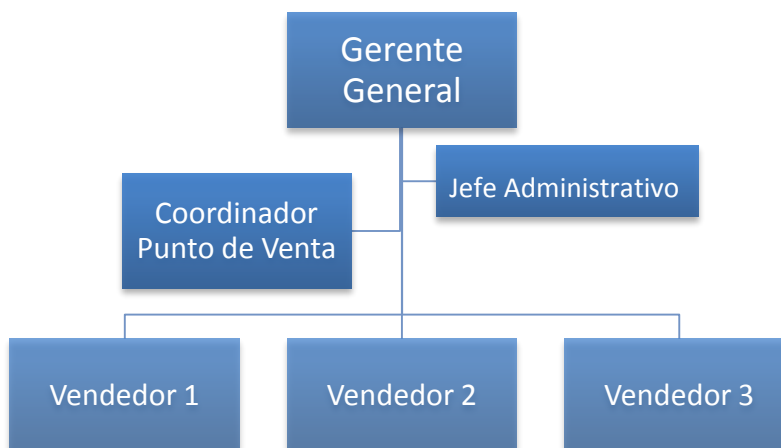 Gerente
General
Jefe Administrativo
Coordinador
Punto de Venta
Vendedor 1
Vendedor 2
Vendedor 3